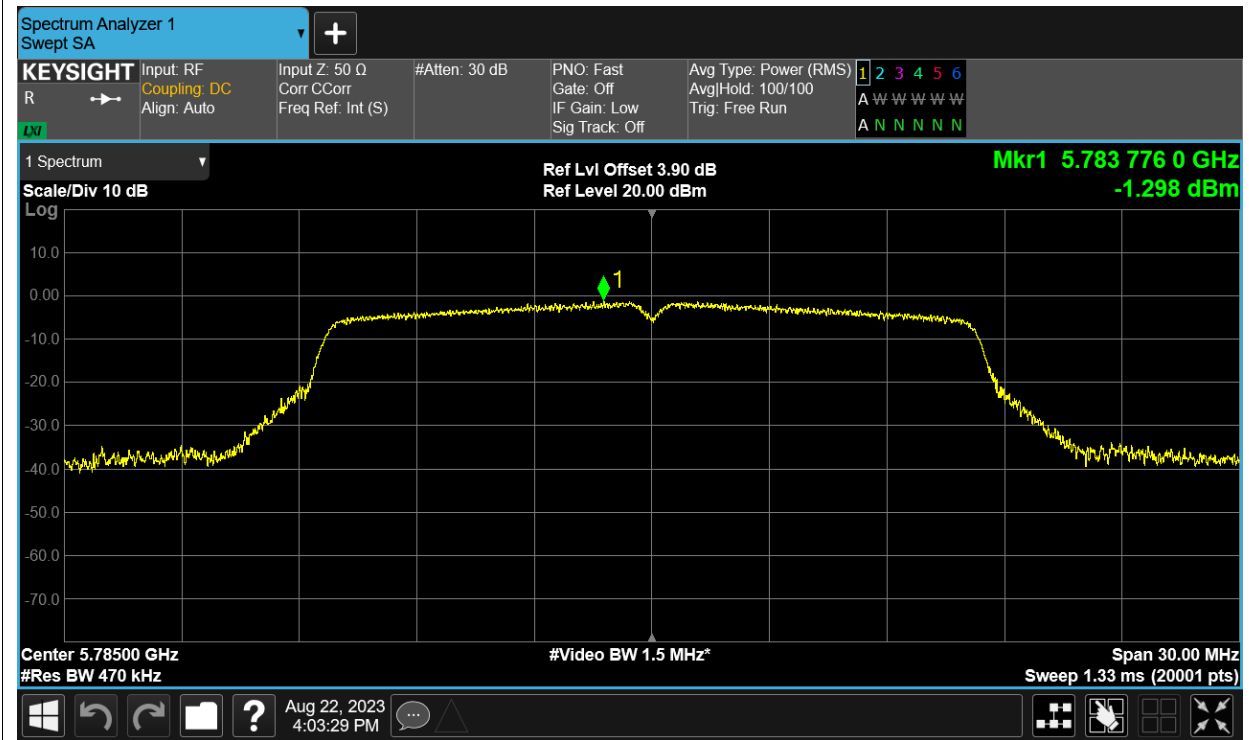 Spectrum Analyzer 1
Swept SA
KEYSIGHT
R
LXI
Input: RF
Coupling: DC
Align: Auto
Input Z: 50 Ω
Corr CCorr
Freq Ref: Int (S)
#Atten: 30 dB
PNO: Fast
Gate: Off
IF Gain: Low
Sig Track: Off
Avg Type: Power (RMS)
Avg|Hold: 100/100
Trig: Free Run
1 2 3 4 5 6
A W W W W W
A N N N N N
1 Spectrum
Scale/Div 10 dB
Ref Lvl Offset 3.90 dB
Ref Level 20.00 dBm
Mkr1 5.783 776 0 GHz
-1.298 dBm
Log
10.0
0.00
-10.0
-20.0
-30.0
-40.0
-50.0
-60.0
-70.0
1
Center 5.78500 GHz
#Res BW 470 kHz
#Video BW 1.5 MHz*
Span 30.00 MHz
Sweep 1.33 ms (20001 pts)
?
Aug 22, 2023
4:03:29 PM